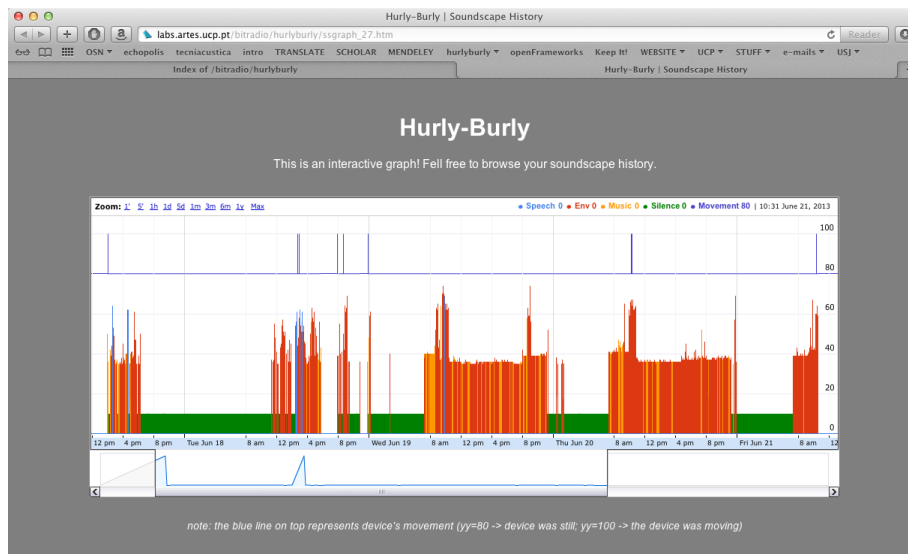 Hurly-Burly | Soundscape History
labs.artes.ucp.pt/bitradio/hurlyburly/ssgraph_27.htm
Reader
OSN echopolis tecniacustica intro TRANSLATE SCHOLAR MENDELEY hurlyburly openFrameworks Keep It! WEBSITE UCP STUFF e-mails USJ
Index of /bitradio/hurlyburly
Hurly-Burly | Soundscape History
Hurly-Burly
This is an interactive graph! Fell free to browse your soundscape history.
Zoom: 1' 5' 1h 1d 5d 1m 3m 6m 1y Max
Speech 0 Env 0 Music 0 Silence 0 Movement 80 | 10:31 June 21, 2013
100
80
60
40
20
0
12 pm 4 pm 8 pm Tue Jun 18 8 am 12 pm 4 pm 8 pm Wed Jun 19 8 am 12 pm 4 pm 8 pm Thu Jun 20 8 am 12 pm 4 pm 8 pm Fri Jun 21 8 am 12
note: the blue line on top represents device's movement (yy=80 -> device was still; yy=100 -> the device was moving)